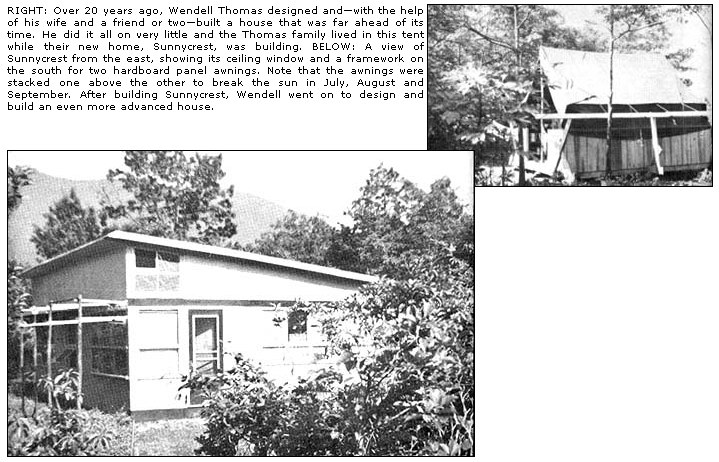 RIGHT: Over 20 years ago, Wendell Thomas designed and—with the help
of his wife and a friend or two—built a house that was far ahead of its
time. He did it all on very little and the Thomas family lived in this tent
while their new home, Sunnycrest, was building. BELOW: A view of
Sunnycrest from the east, showing its ceiling window and a framework on
the south for two hardboard panel awnings. Note that the awnings were
stacked one above the other to break the sun in July, August and
September. After building Sunnycrest, Wendell went on to design and
build an even more advanced house.